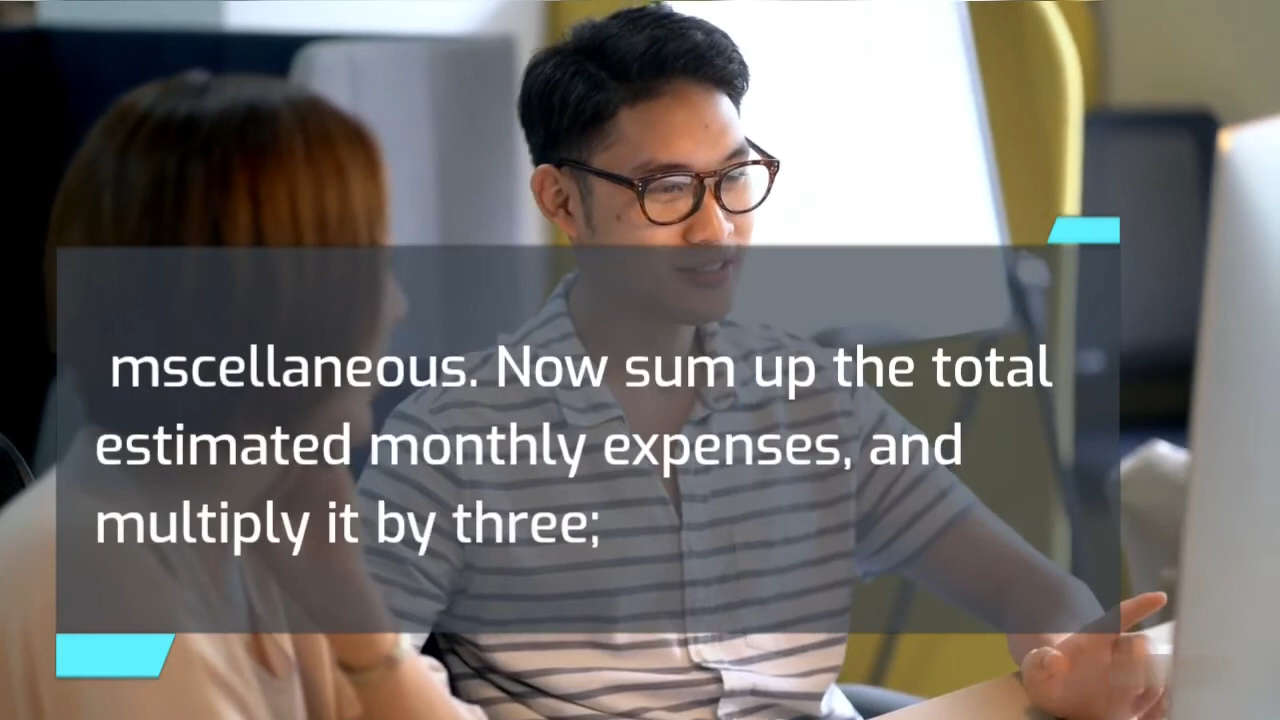 mscellaneous. Now sum up the total
estimated monthly expenses, and
multiply it by three;